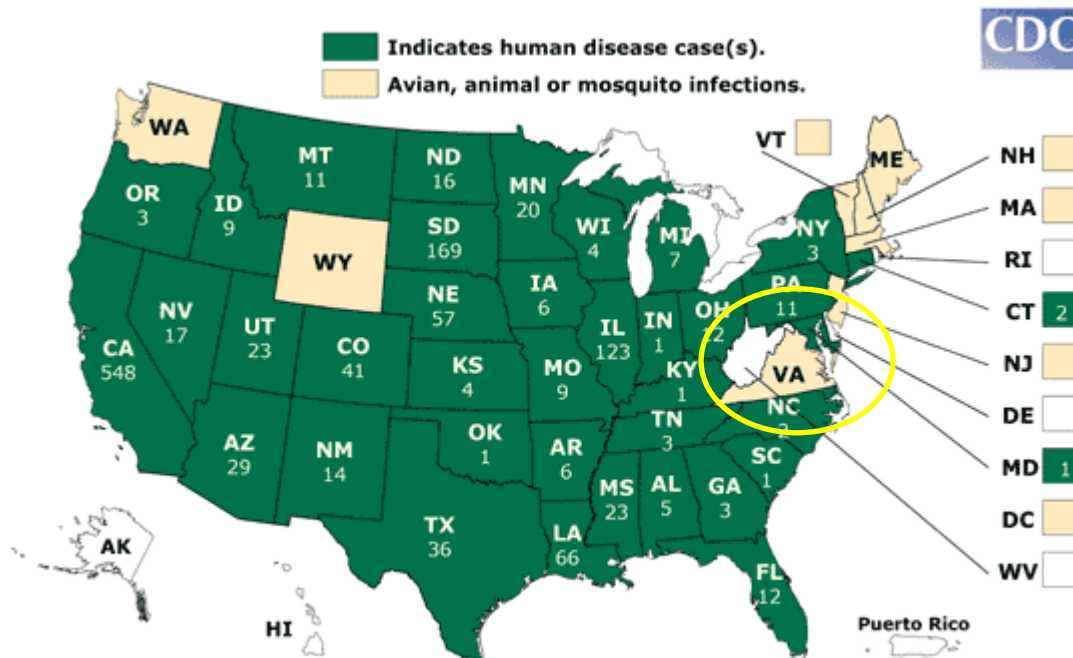 CDC
Indicates human disease case(s).
Avian, animal or mosquito infections.
WA
MT
11
ND
16
MN
20
VT
ME
NH
OR
3
ID
9
SD
169
WI
4
MI
7
NY
3
MA
WY
RI
NV
17
UT
23
NE
57
IA
6
PA
11
CT 2
CA
548
CO
41
KS
4
IL
123
IN
1
OH
12
NJ
MO
9
KY
1
VA
DE
AZ
29
NM
14
OK
1
AR
6
TN
3
NC
MD 1
SC
1
MS
23
AL
5
GA
3
DC
TX
36
LA
66
WV
AK
FL
12
HI
Puerto Rico